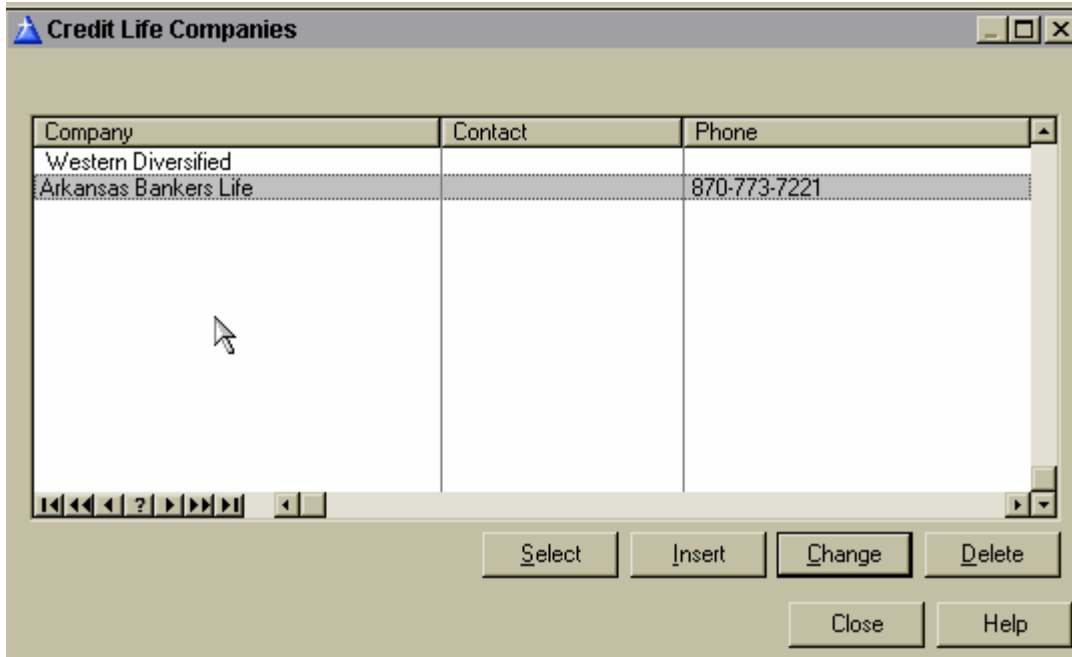 Credit Life Companies
Company Contact Phone
Western Diversified
Arkansas Bankers Life 870-773-7221
?
Select Insert Change Delete
Close Help